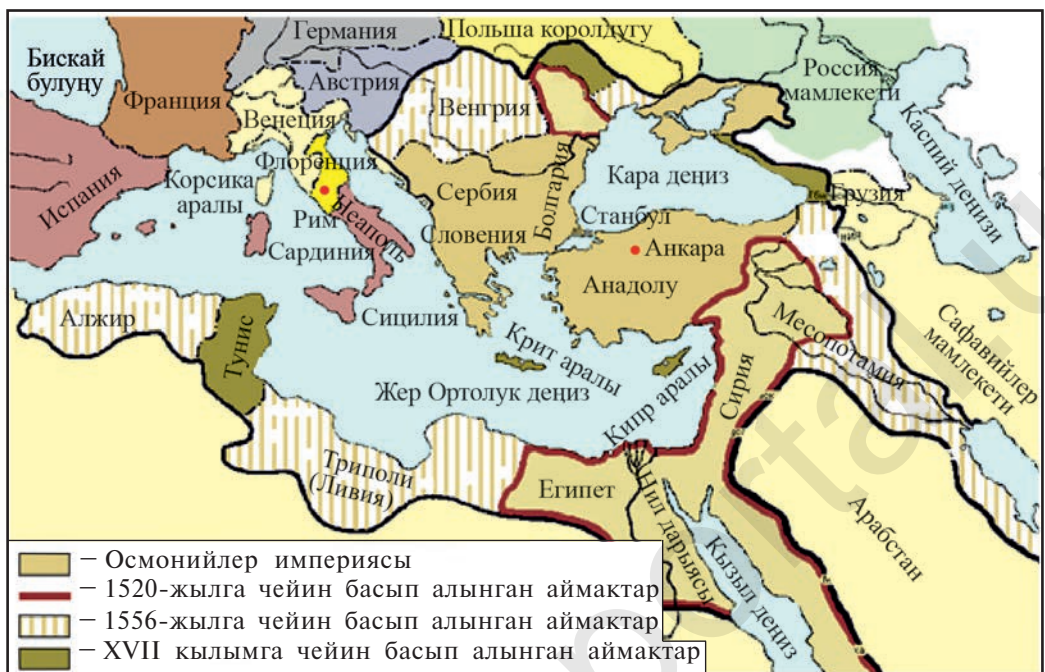 Германия
Польша королдугу
Бискай
булуңу
Австрия
Россия
мамлекети
Франция
Венгрия
Венеция
Каспий деңизи
Флоренция
Испания
Корсика
аралы
Сербия
Болгария
Кара деңиз
Грузия
Рим
Неаполь
Словения
Станбул
Анкара
Сардиния
Анадолу
Алжир
Сицилия
Месопотамия
Сафавийлер
мамлекети
Тунис
Крит аралы
Жер Ортолук деңиз
Кипр аралы
Сирия
Триполи
(Ливия)
Египет
Нил дарыясы
Арабстан
Кызыл деңиз
– Осмонийлер империясы
– 1520-жылга чейин басып алынган аймактар
– 1556-жылга чейин басып алынган аймактар
– XVII кылымга чейин басып алынган аймактар